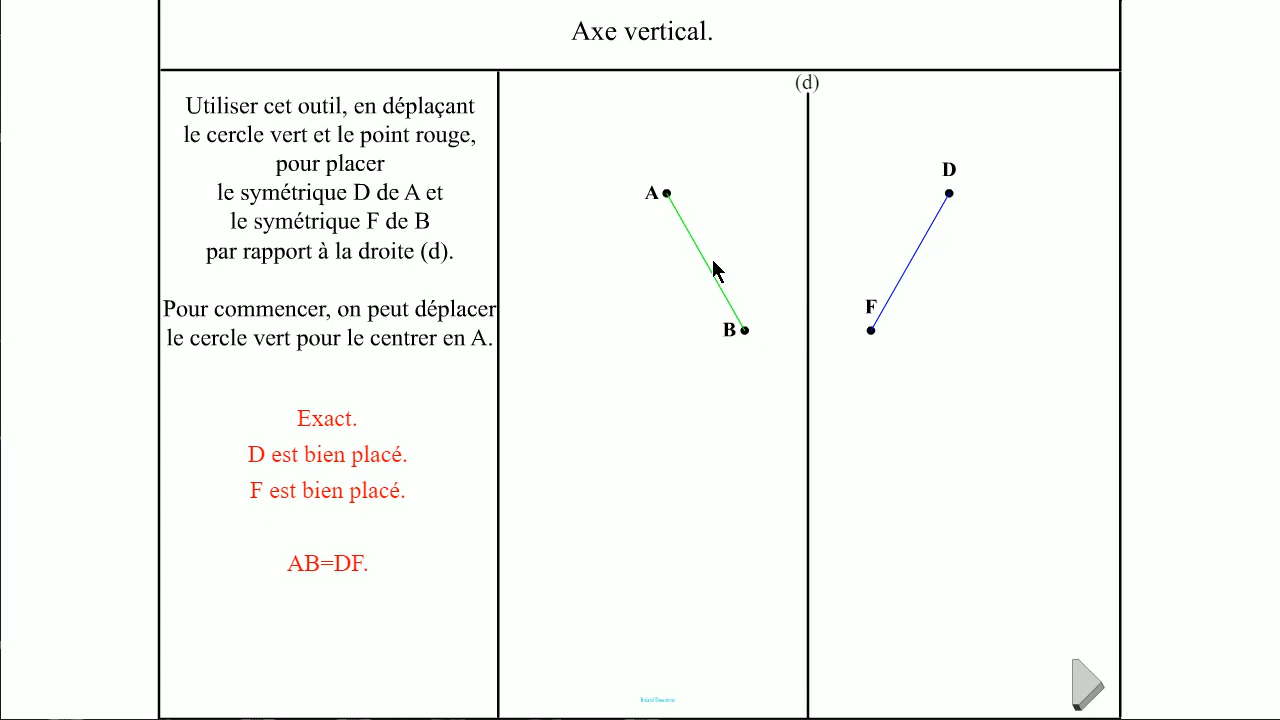 Axe vertical.
Utiliser cet outil, en déplaçant
le cercle vert et le point rouge,
pour placer
le symétrique D de A et
le symétrique F de B
par rapport à la droite (d).
Pour commencer, on peut déplacer
le cercle vert pour le centrer en A.
Exact.
D est bien placé.
F est bien placé.
AB=DF.
(d)
D
A
F
B